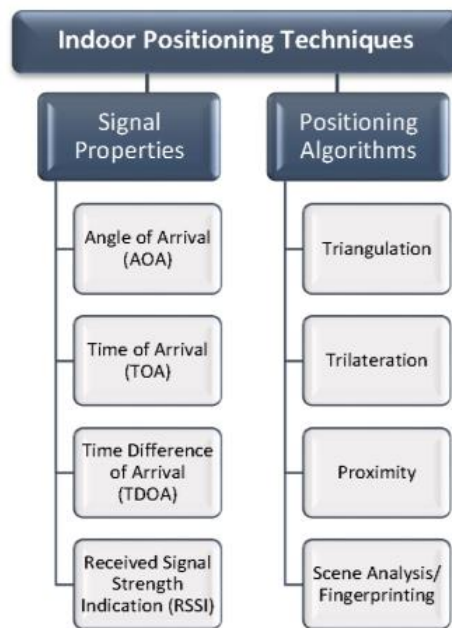 Indoor Positioning Techniques
Signal
Properties
Angle of Arrival
(AOA)
Time of Arrival
(TOA)
Time Difference
of Arrival
(TDOA)
Received Signal
Strength
Indication (RSSI)
Positioning
Algorithms
Triangulation
Trilateration
Proximity
Scene Analysis/
Fingerprinting